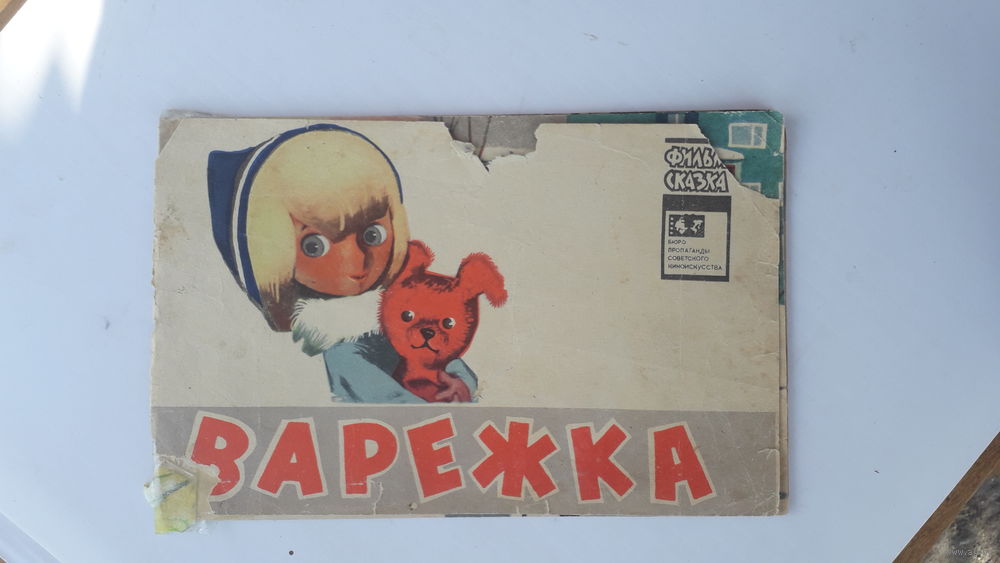 ФИЛЬМ
СКАЗКА
БЮРО
ПРОПАГАНДЫ
СОВЕТСКОГО
КИНОИСКУССТВА
ВАРЕЖКА